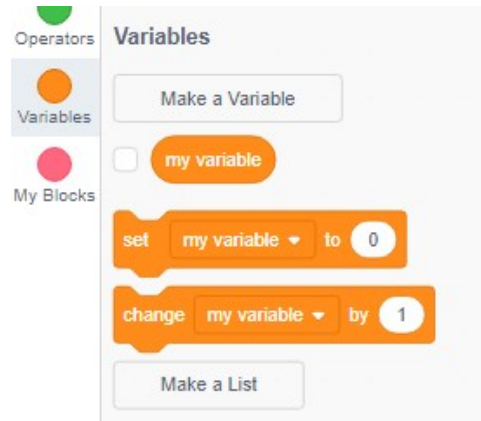 Operators
Variables
My Blocks
Variables
Make a Variable
my variable
set my variable to 0
change my variable by 1
Make a List